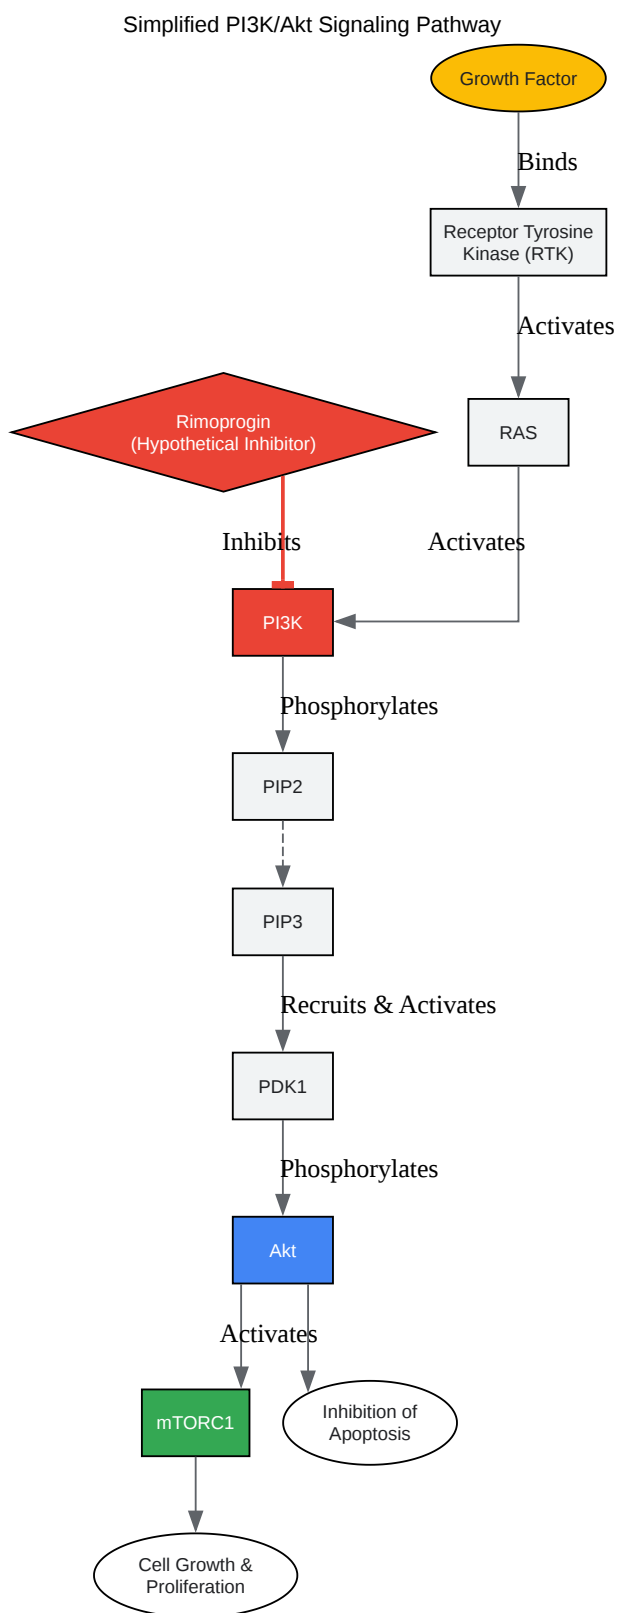 Simplified PI3K/Akt Signaling Pathway
Growth Factor
Binds
Receptor Tyrosine
Kinase (RTK)
Activates
Rimoprogin
(Hypothetical Inhibitor)
RAS
Inhibits
Activates
PI3K
Phosphorylates
PIP2
PIP3
Recruits & Activates
PDK1
Phosphorylates
Akt
Activates
mTORC1
Inhibition of
Apoptosis
Cell Growth &
Proliferation